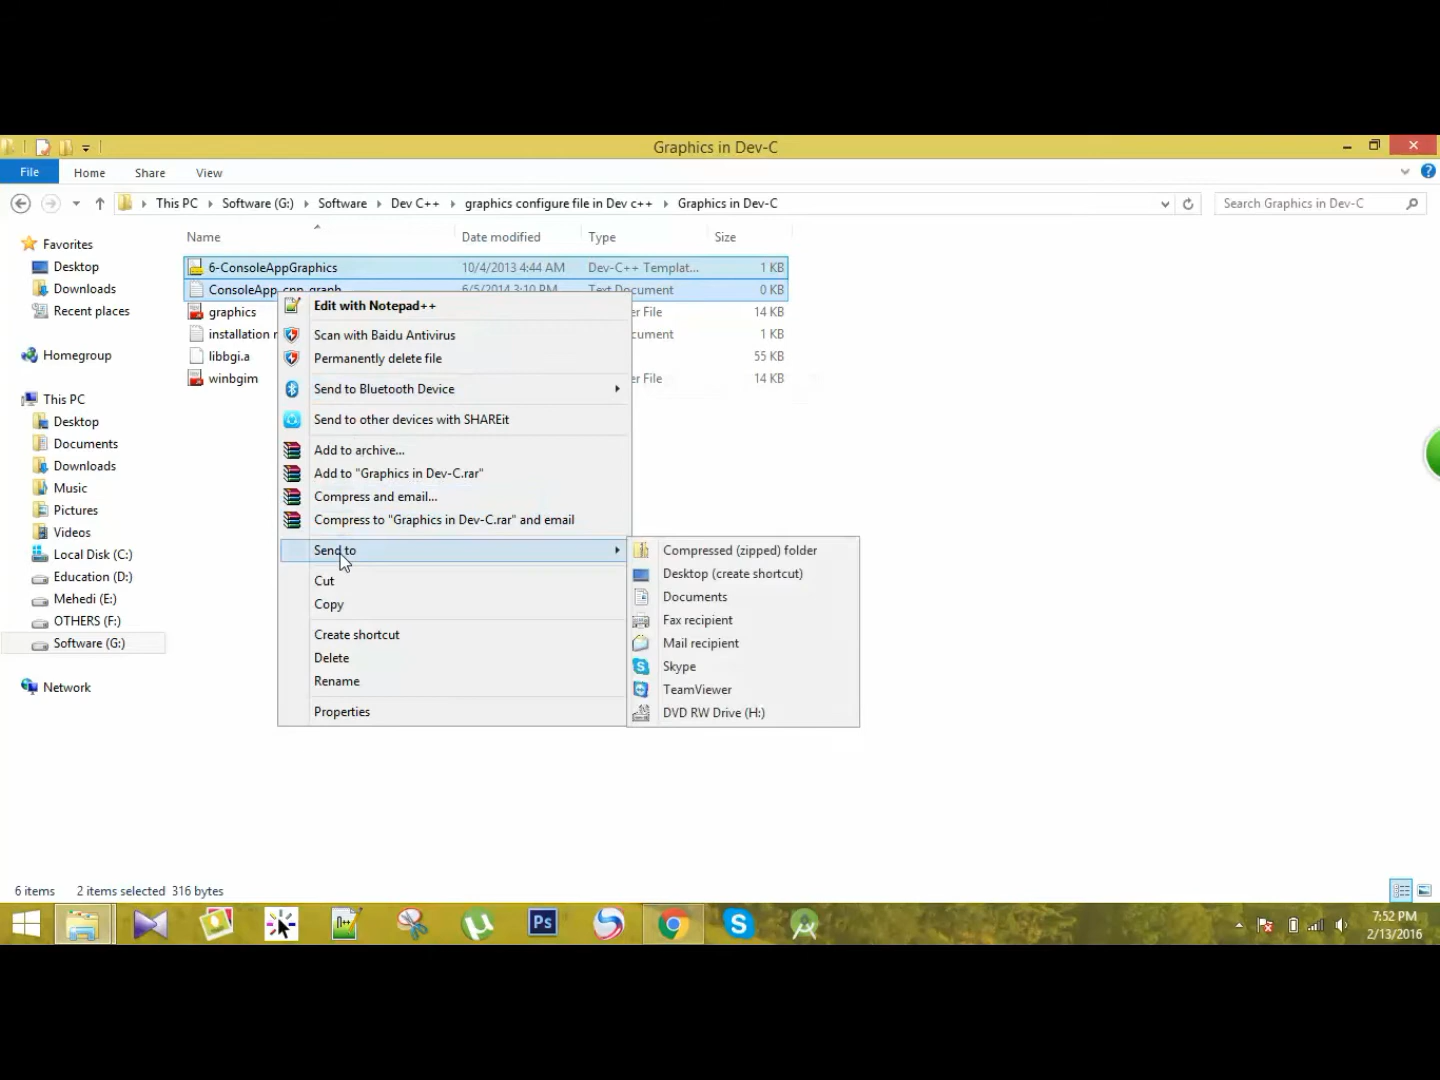 Graphics in Dev-C
File Home Share View
This PC Software (G:) Software Dev C++ graphics configure file in Dev c++ Graphics in Dev-C Search Graphics in Dev-C
Name Date modified Type Size
Favorites
Desktop
Downloads
Recent places
Homegroup
This PC
Desktop
Documents
Downloads
Music
Pictures
Videos
Local Disk (C:)
Education (D:)
Mehedi (E:)
OTHERS (F:)
Software (G:)
Network
6-ConsoleAppGraphics 10/4/2013 4:44 AM Dev-C++ Templat... 1 KB
ConsoleApp_cpp_graph 6/5/2014 3:10 PM Text Document 0 KB
graphics er File 14 KB
installation cument 1 KB
libbgi.a 55 KB
winbgim er File 14 KB
Edit with Notepad++
Scan with Baidu Antivirus
Permanently delete file
Send to Bluetooth Device
Send to other devices with SHAREit
Add to archive...
Add to "Graphics in Dev-C.rar"
Compress and email...
Compress to "Graphics in Dev-C.rar" and email
Send to
Cut
Copy
Create shortcut
Delete
Rename
Properties
Compressed (zipped) folder
Desktop (create shortcut)
Documents
Fax recipient
Mail recipient
Skype
TeamViewer
DVD RW Drive (H:)
6 items 2 items selected 316 bytes
n++
Ps
7:52 PM
2/13/2016